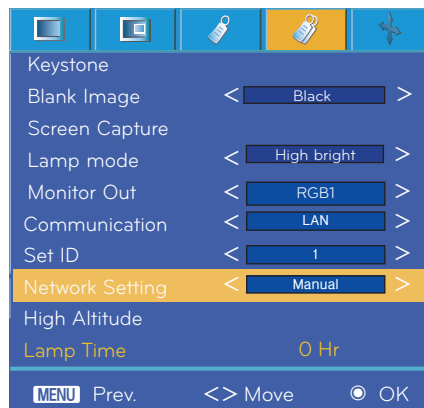 Keystone
Blank Image < Black >
Screen Capture
Lamp mode < High bright >
Monitor Out < RGB1 >
Communication < LAN >
Set ID < 1 >
Network Setting < Manual >
High Altitude
Lamp Time 0 Hr
MENU Prev. <> Move ◉ OK